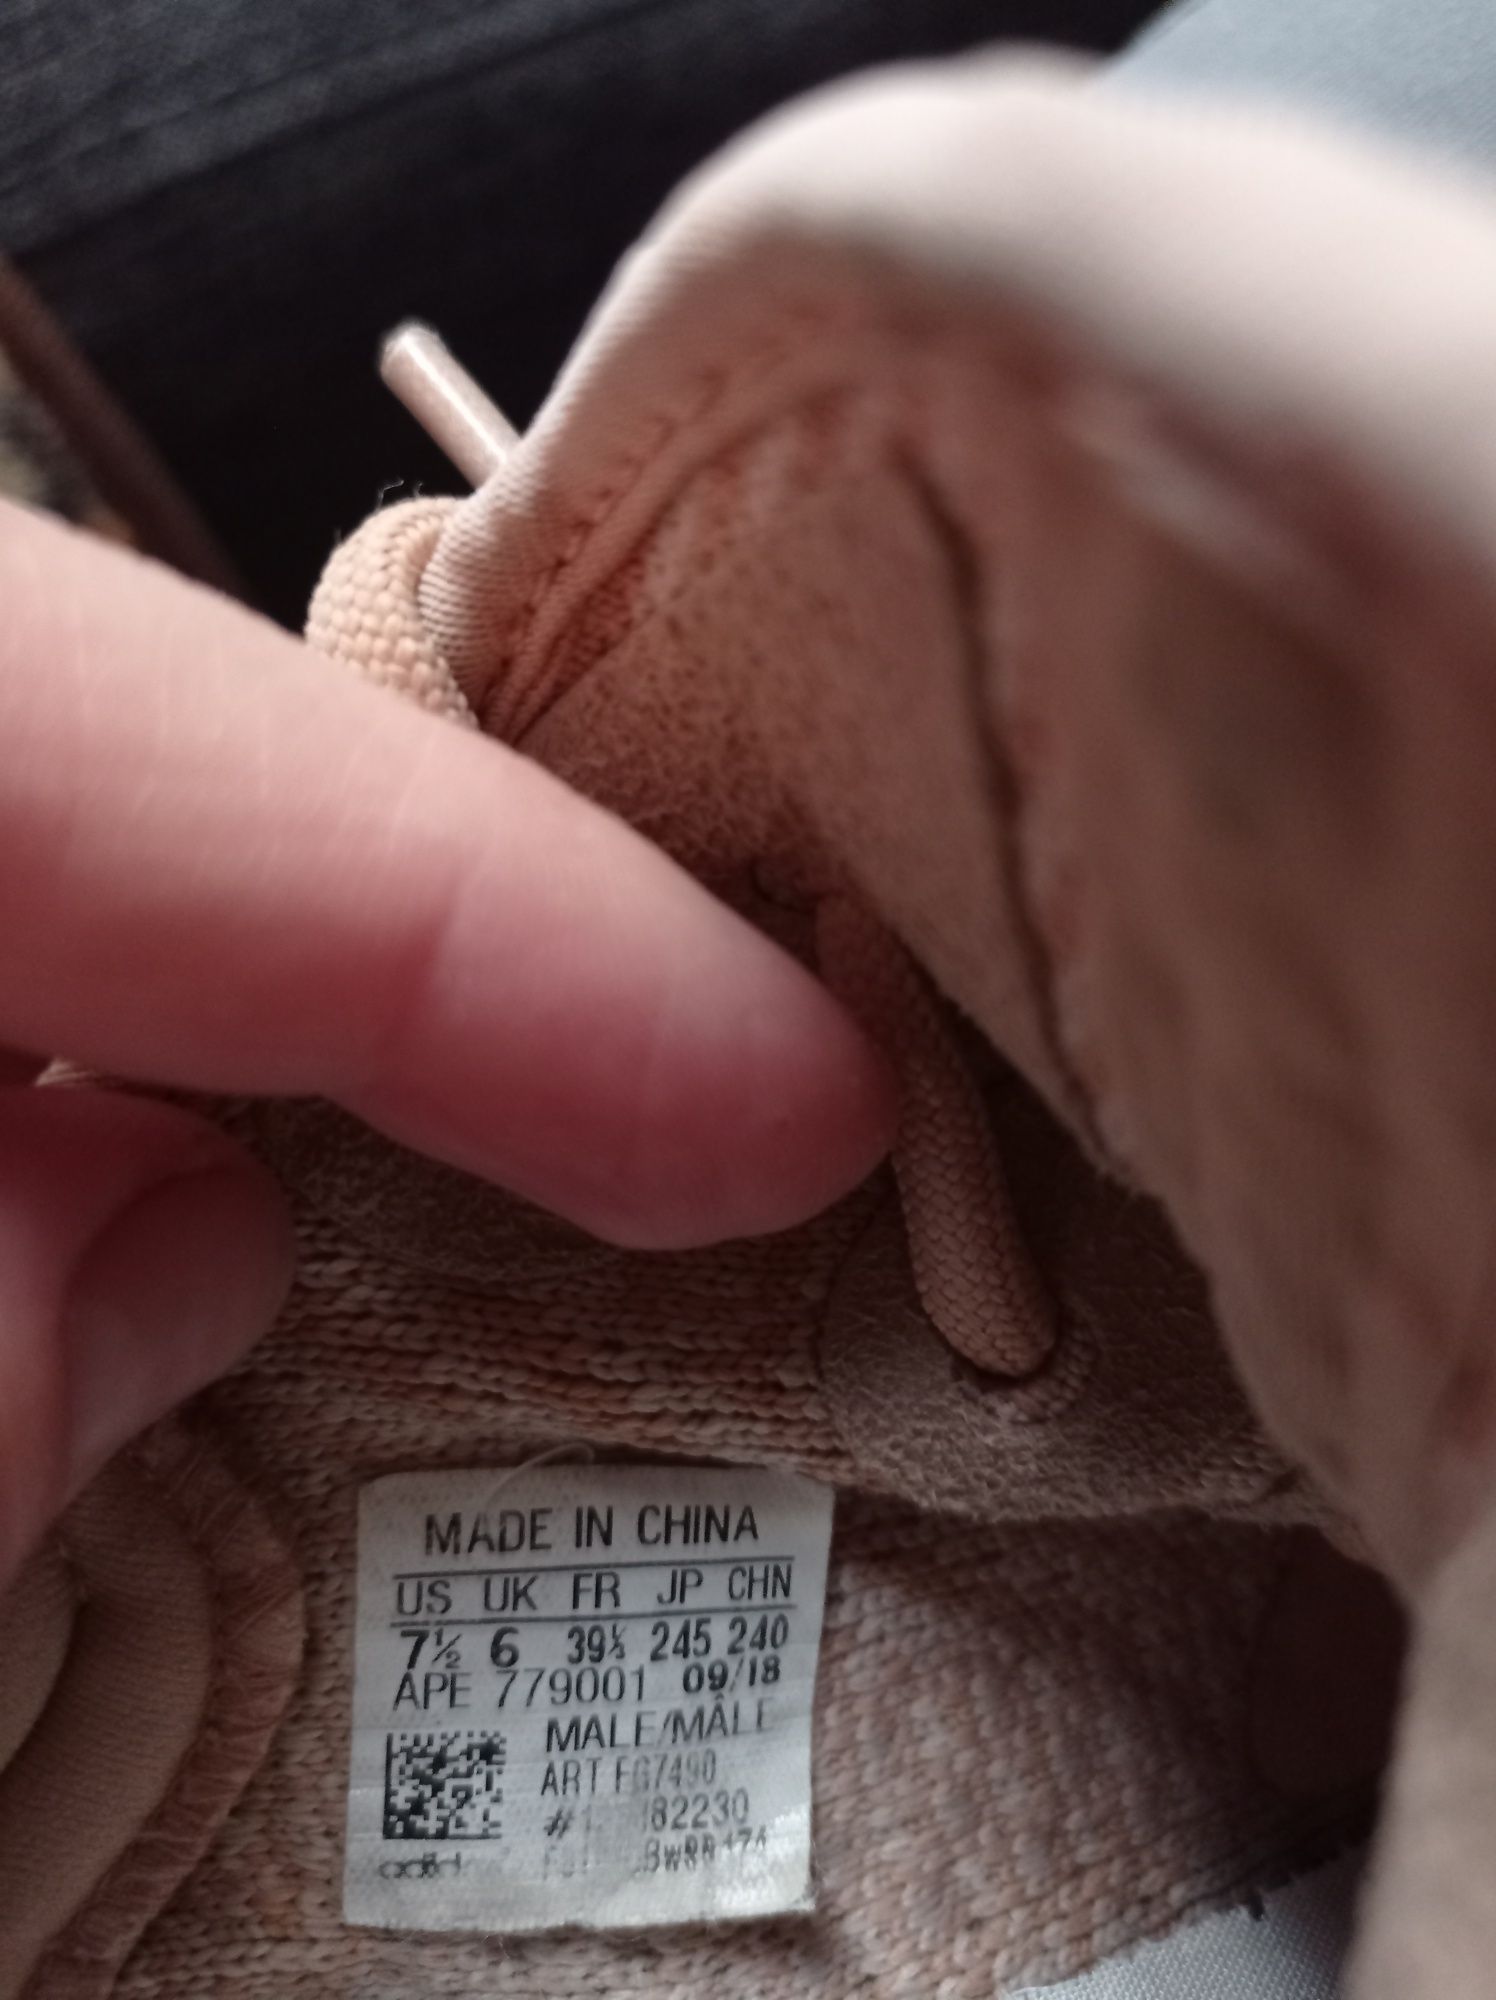 MADE IN CHINA
US UK FR JP CHN
7½ 6 39⅓ 245 240
APE 779001 09/18
MALE/MÂLE
ART EG7490